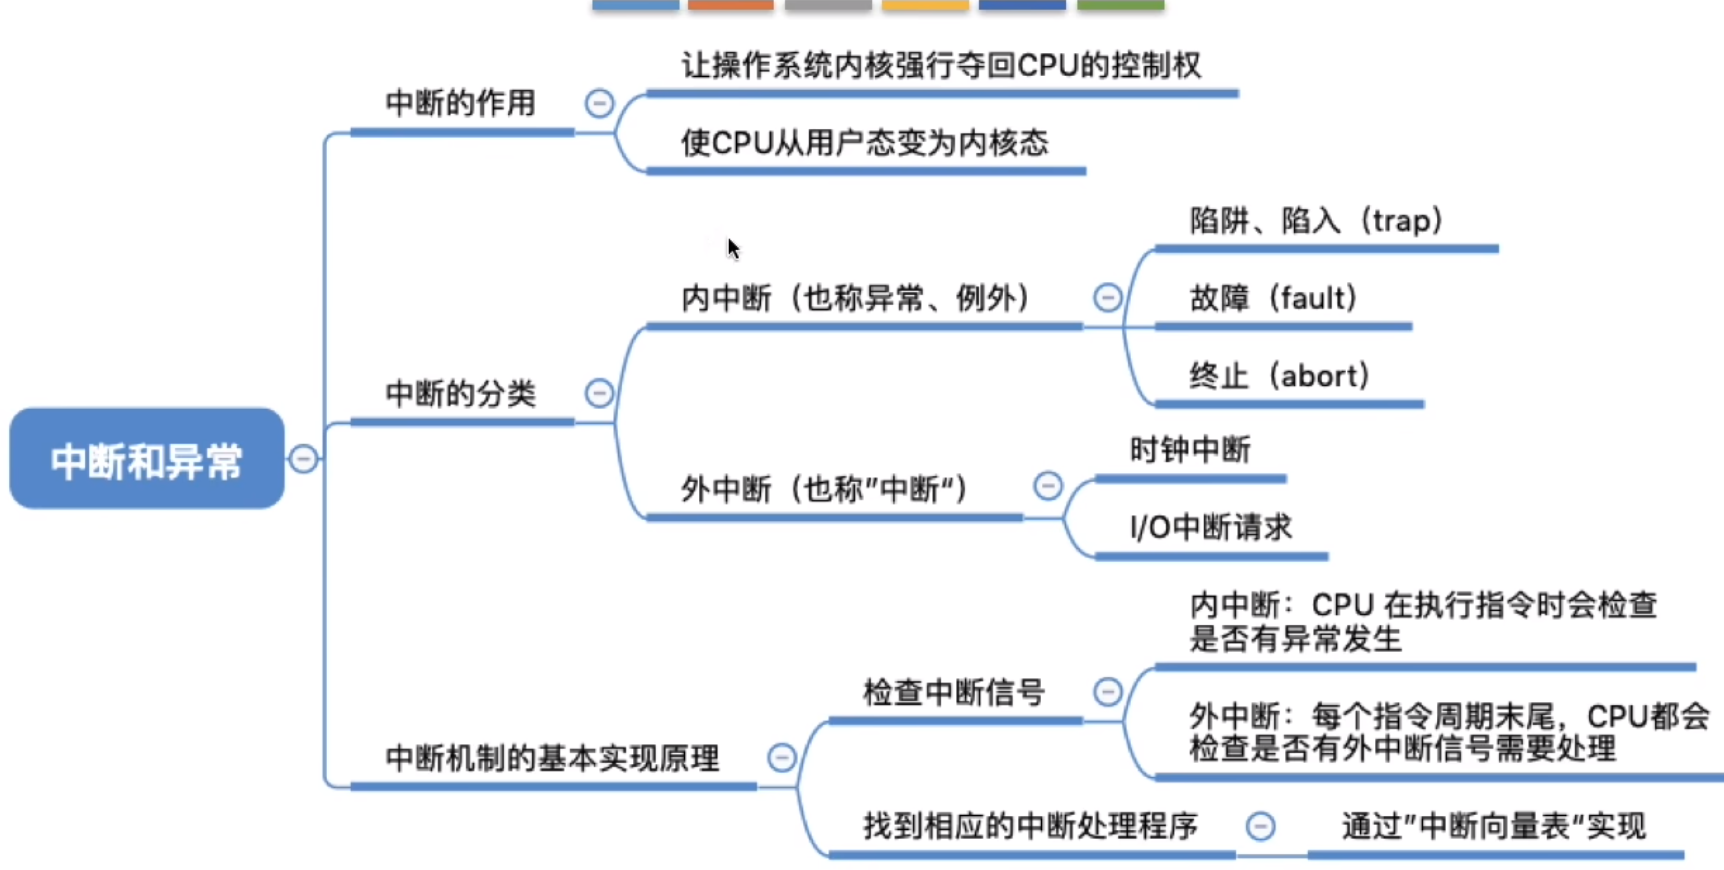 让操作系统内核强行夺回CPU的控制权
中断的作用
使CPU从用户态变为内核态
陷阱、陷入（trap）
内中断（也称异常、例外）
故障（fault）
终止（abort）
中断的分类
中断和异常
时钟中断
外中断（也称”中断“）
I/O中断请求
内中断：CPU 在执行指令时会检查
是否有异常发生
检查中断信号
外中断：每个指令周期末尾，CPU都会
检查是否有外中断信号需要处理
中断机制的基本实现原理
找到相应的中断处理程序
通过”中断向量表“实现